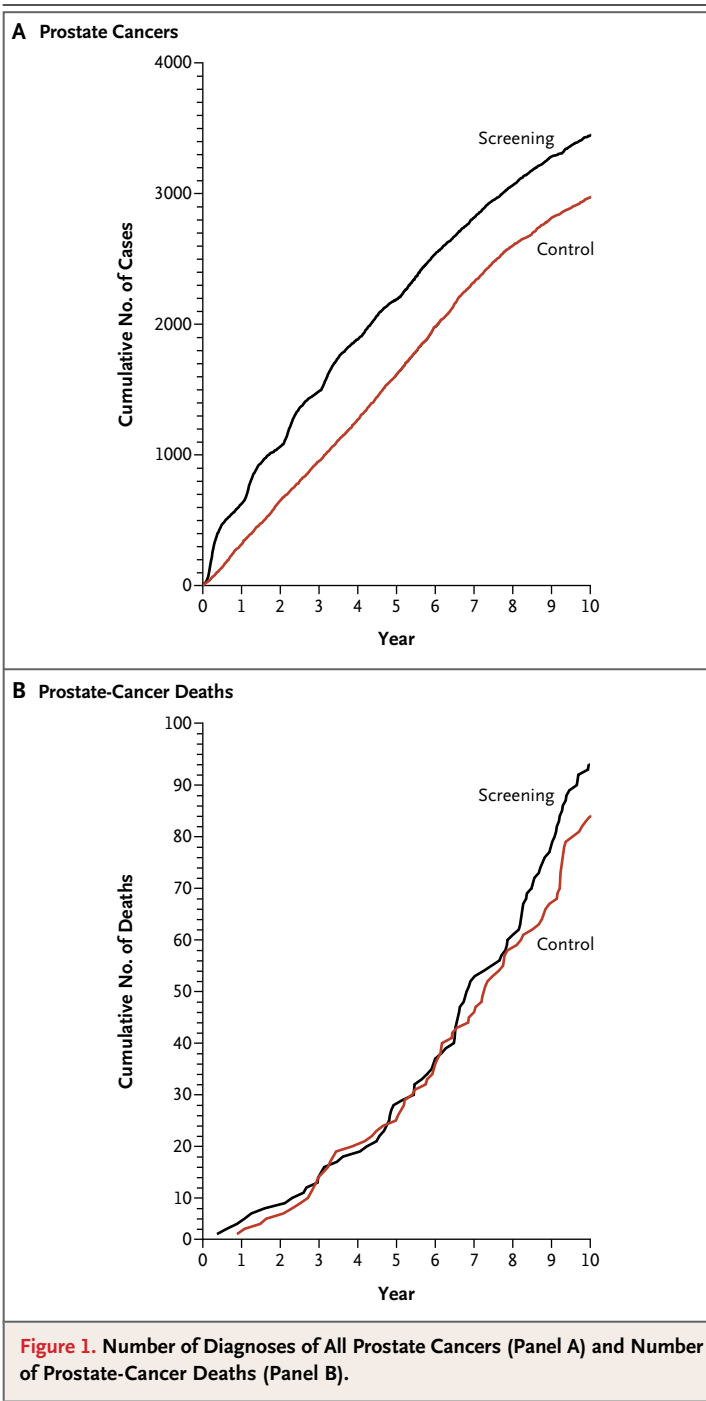 A Prostate Cancers
4000
3000
2000
1000
0
Cumulative No. of Cases
Screening
Control
0 1 2 3 4 5 6 7 8 9 10
Year
B Prostate-Cancer Deaths
100
90
80
70
60
50
40
30
20
10
0
Cumulative No. of Deaths
Screening
Control
0 1 2 3 4 5 6 7 8 9 10
Year
Figure 1. Number of Diagnoses of All Prostate Cancers (Panel A) and Number
of Prostate-Cancer Deaths (Panel B).